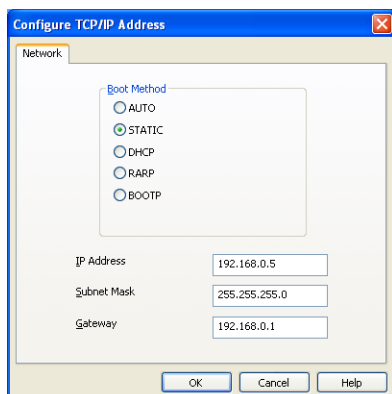 Configure TCP/IP Address
Network
Boot Method
AUTO
STATIC
DHCP
RARP
BOOTP
IP Address 192.168.0.5
Subnet Mask 255.255.255.0
Gateway 192.168.0.1
OK Cancel Help